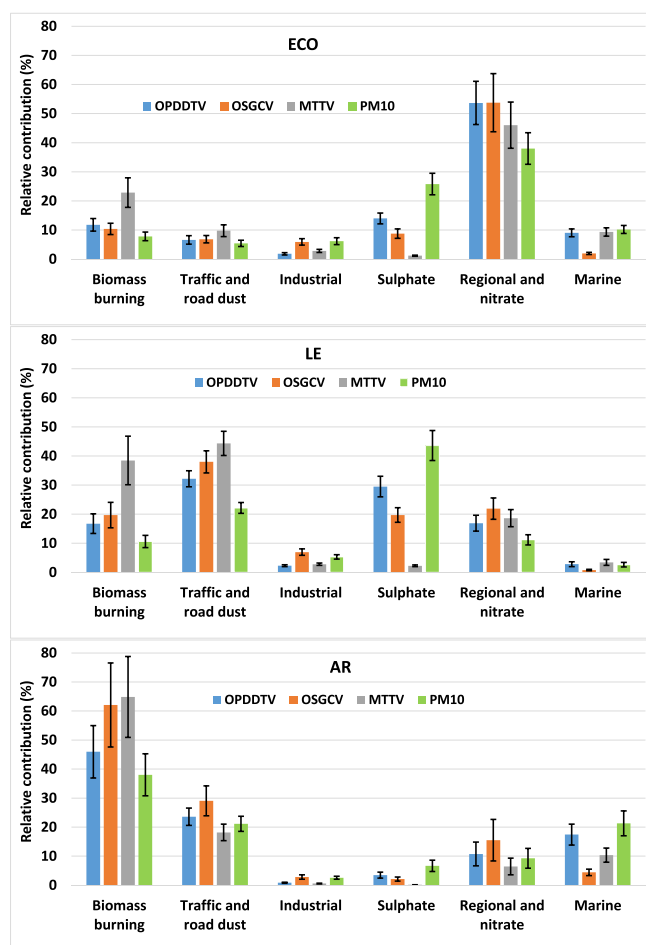 ECO
Relative contribution (%)
80
70
60
50
40
30
20
10
0
OPDDTV OSGCV MTTV PM10
Biomass burning
Traffic and road dust
Industrial
Sulphate
Regional and nitrate
Marine
LE
Relative contribution (%)
80
70
60
50
40
30
20
10
0
OPDDTV OSGCV MTTV PM10
Biomass burning
Traffic and road dust
Industrial
Sulphate
Regional and nitrate
Marine
AR
Relative contribution (%)
80
70
60
50
40
30
20
10
0
OPDDTV OSGCV MTTV PM10
Biomass burning
Traffic and road dust
Industrial
Sulphate
Regional and nitrate
Marine